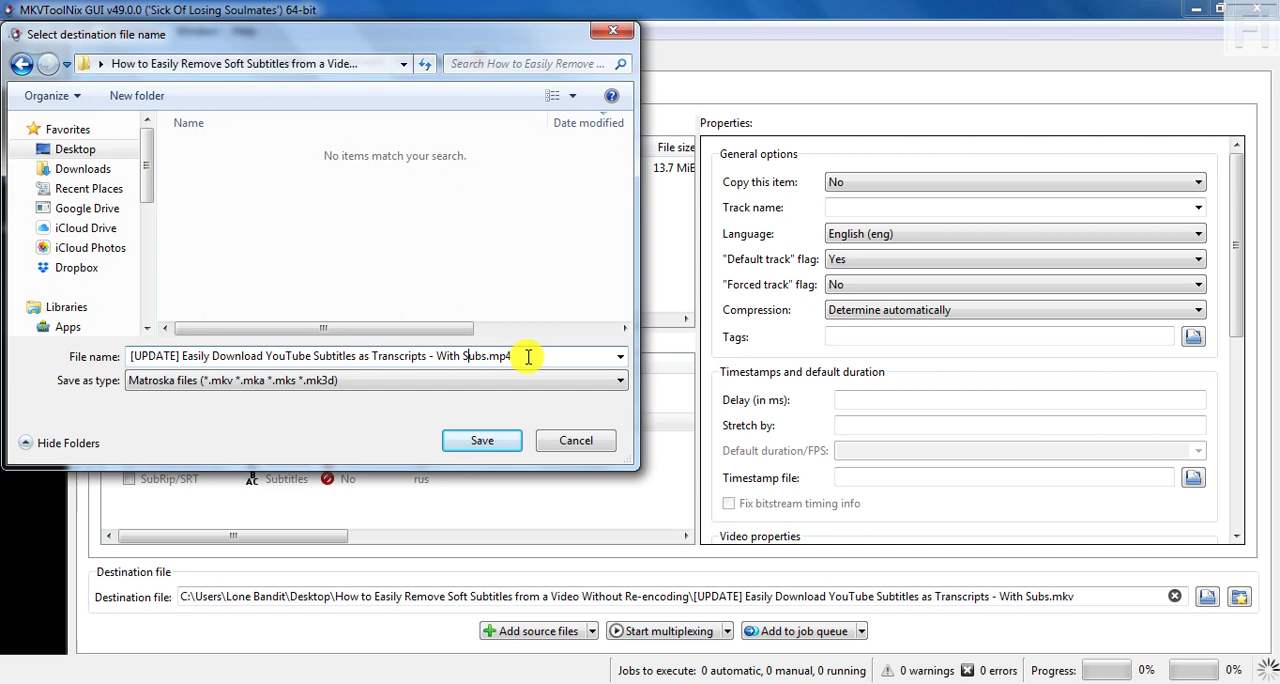 MKVToolNix GUI v49.0.0 ('Sick Of Losing Soulmates') 64-bit
Select destination file name
How to Easily Remove Soft Subtitles from a Vide...
Search How to Easily Remove ...
Organize
New folder
Favorites
Desktop
Downloads
Recent Places
Google Drive
iCloud Drive
iCloud Photos
Dropbox
Libraries
Apps
Name
Date modified
No items match your search.
File name:
[UPDATE] Easily Download YouTube Subtitles as Transcripts - With Subs.mp4
Save as type:
Matroska files (*.mkv *.mka *.mks *.mk3d)
Hide Folders
Save
Cancel
File size
13.7 MiB
SubRip/SRT
Subtitles
No
rus
Properties:
General options
Copy this item:
No
Track name:
Language:
English (eng)
"Default track" flag:
Yes
"Forced track" flag:
No
Compression:
Determine automatically
Tags:
Timestamps and default duration
Delay (in ms):
Stretch by:
Default duration/FPS:
Timestamp file:
Fix bitstream timing info
Video properties
Destination file
Destination file:
C:\Users\Lone Bandit\Desktop\How to Easily Remove Soft Subtitles from a Video Without Re-encoding\[UPDATE] Easily Download YouTube Subtitles as Transcripts - With Subs.mkv
Add source files
Start multiplexing
Add to job queue
Jobs to execute: 0 automatic, 0 manual, 0 running
0 warnings
0 errors
Progress:
0%
0%